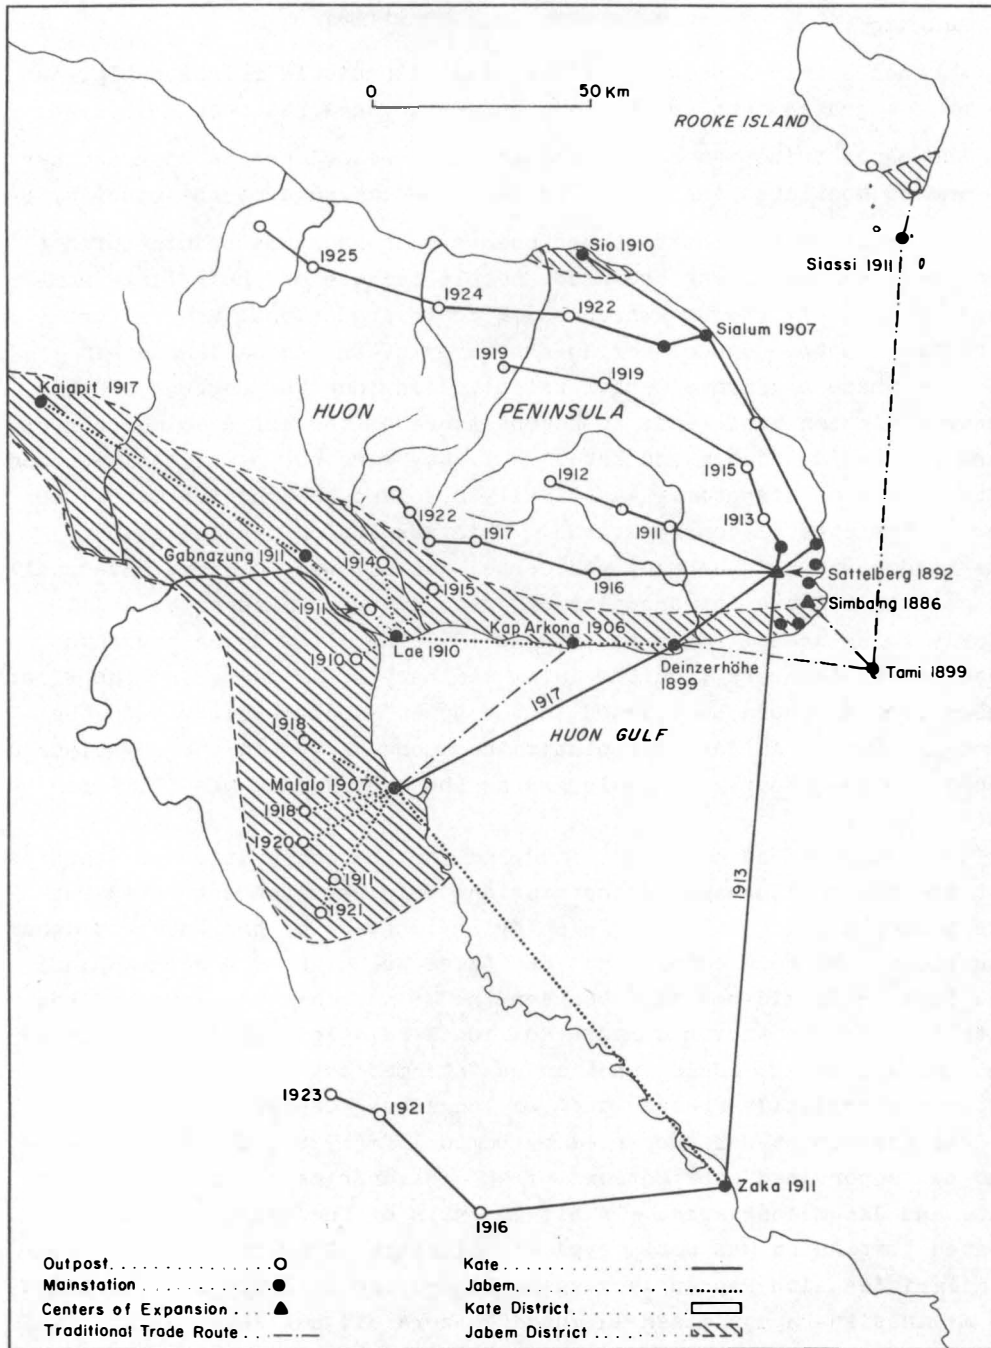 0 50 Km
ROOKE ISLAND
1925
Sio 1910
Siassi 1911
1924
1922
Sialum 1907
1919
1919
Kaiapit 1917
HUON PENINSULA
1915
1912
1922
1911
1913
1917
Gabnazung 1911
1914
1916
Sattelberg 1892
1915
1911
Simbang 1886
Kap Arkona 1906
Lae 1910
1910
Deinzerhöhe
1899
Tami 1899
1917
1918
HUON GULF
Malalo 1907
1918
1920
1911
1913
1921
1923
1921
Zaka 1911
1916
Outpost
Mainstation
Centers of Expansion
Traditional Trade Route
Kate
Jabem
Kate District
Jabem District